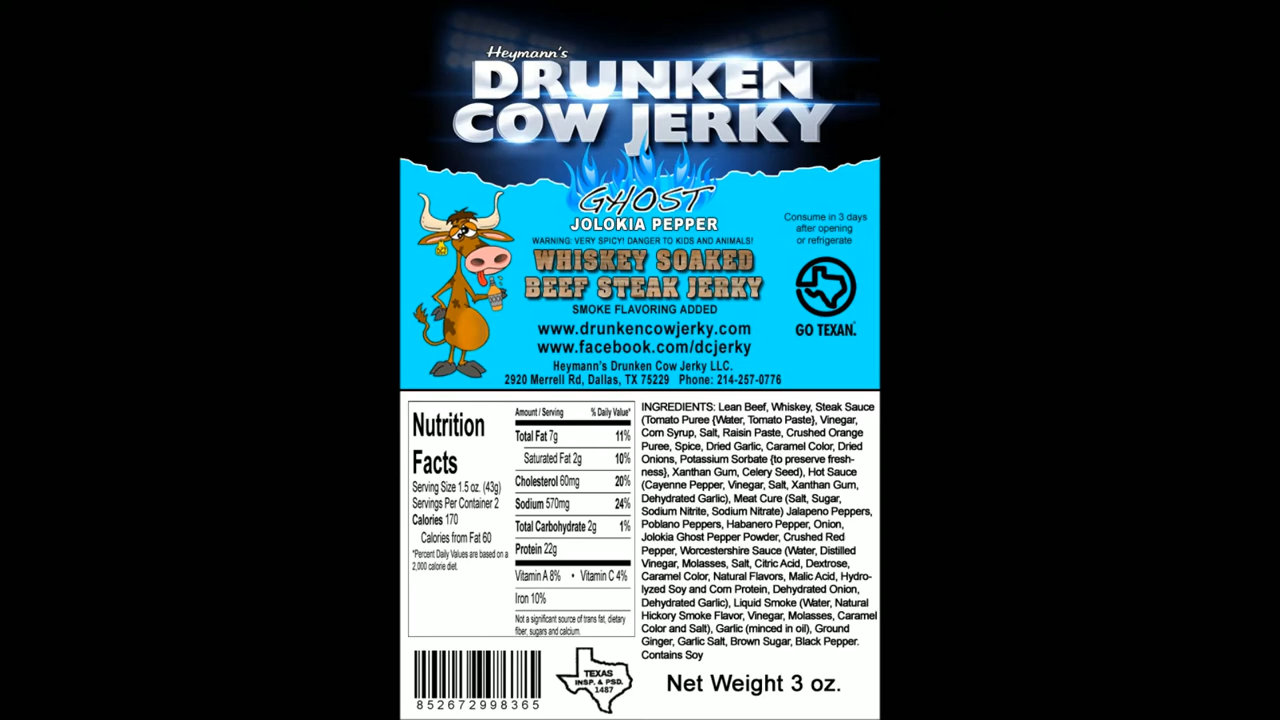 Heymann's
DRUNKEN
COW JERKY
GHOST
JOLOKIA PEPPER
WARNING: VERY SPICY! DANGER TO KIDS AND ANIMALS!
WHISKEY SOAKED
BEEF STEAK JERKY
SMOKE FLAVORING ADDED
www.drunkencowjerky.com
www.facebook.com/dcjerky
Heymann's Drunken Cow Jerky LLC.
2920 Merrell Rd, Dallas, TX 75229 Phone: 214-257-0776
Consume in 3 days
after opening
or refrigerate
GO TEXAN.
Nutrition
Facts
Serving Size 1.5 oz. (43g)
Servings Per Container 2
Calories 170
Calories from Fat 60
*Percent Daily Values are based on a
2,000 calorie diet.
Amount / Serving % Daily Value*
Total Fat 7g 11%
Saturated Fat 2g 10%
Cholesterol 60mg 20%
Sodium 570mg 24%
Total Carbohydrate 2g 1%
Protein 22g
Vitamin A 8% • Vitamin C 4%
Iron 10%
Not a significant source of trans fat, dietary
fiber, sugars and calcium.
INGREDIENTS: Lean Beef, Whiskey, Steak Sauce
(Tomato Puree {Water, Tomato Paste}, Vinegar,
Corn Syrup, Salt, Raisin Paste, Crushed Orange
Puree, Spice, Dried Garlic, Caramel Color, Dried
Onions, Potassium Sorbate {to preserve fresh-
ness}, Xanthan Gum, Celery Seed), Hot Sauce
(Cayenne Pepper, Vinegar, Salt, Xanthan Gum,
Dehydrated Garlic), Meat Cure (Salt, Sugar,
Sodium Nitrite, Sodium Nitrate) Jalapeno Peppers,
Poblano Peppers, Habanero Pepper, Onion,
Jolokia Ghost Pepper Powder, Crushed Red
Pepper, Worcestershire Sauce (Water, Distilled
Vinegar, Molasses, Salt, Citric Acid, Dextrose,
Caramel Color, Natural Flavors, Malic Acid, Hydro-
lyzed Soy and Corn Protein, Dehydrated Onion,
Dehydrated Garlic), Liquid Smoke (Water, Natural
Hickory Smoke Flavor, Vinegar, Molasses, Caramel
Color and Salt), Garlic (minced in oil), Ground
Ginger, Garlic Salt, Brown Sugar, Black Pepper.
Contains Soy
852672998365
TEXAS
INSP. & PSD.
1487
Net Weight 3 oz.